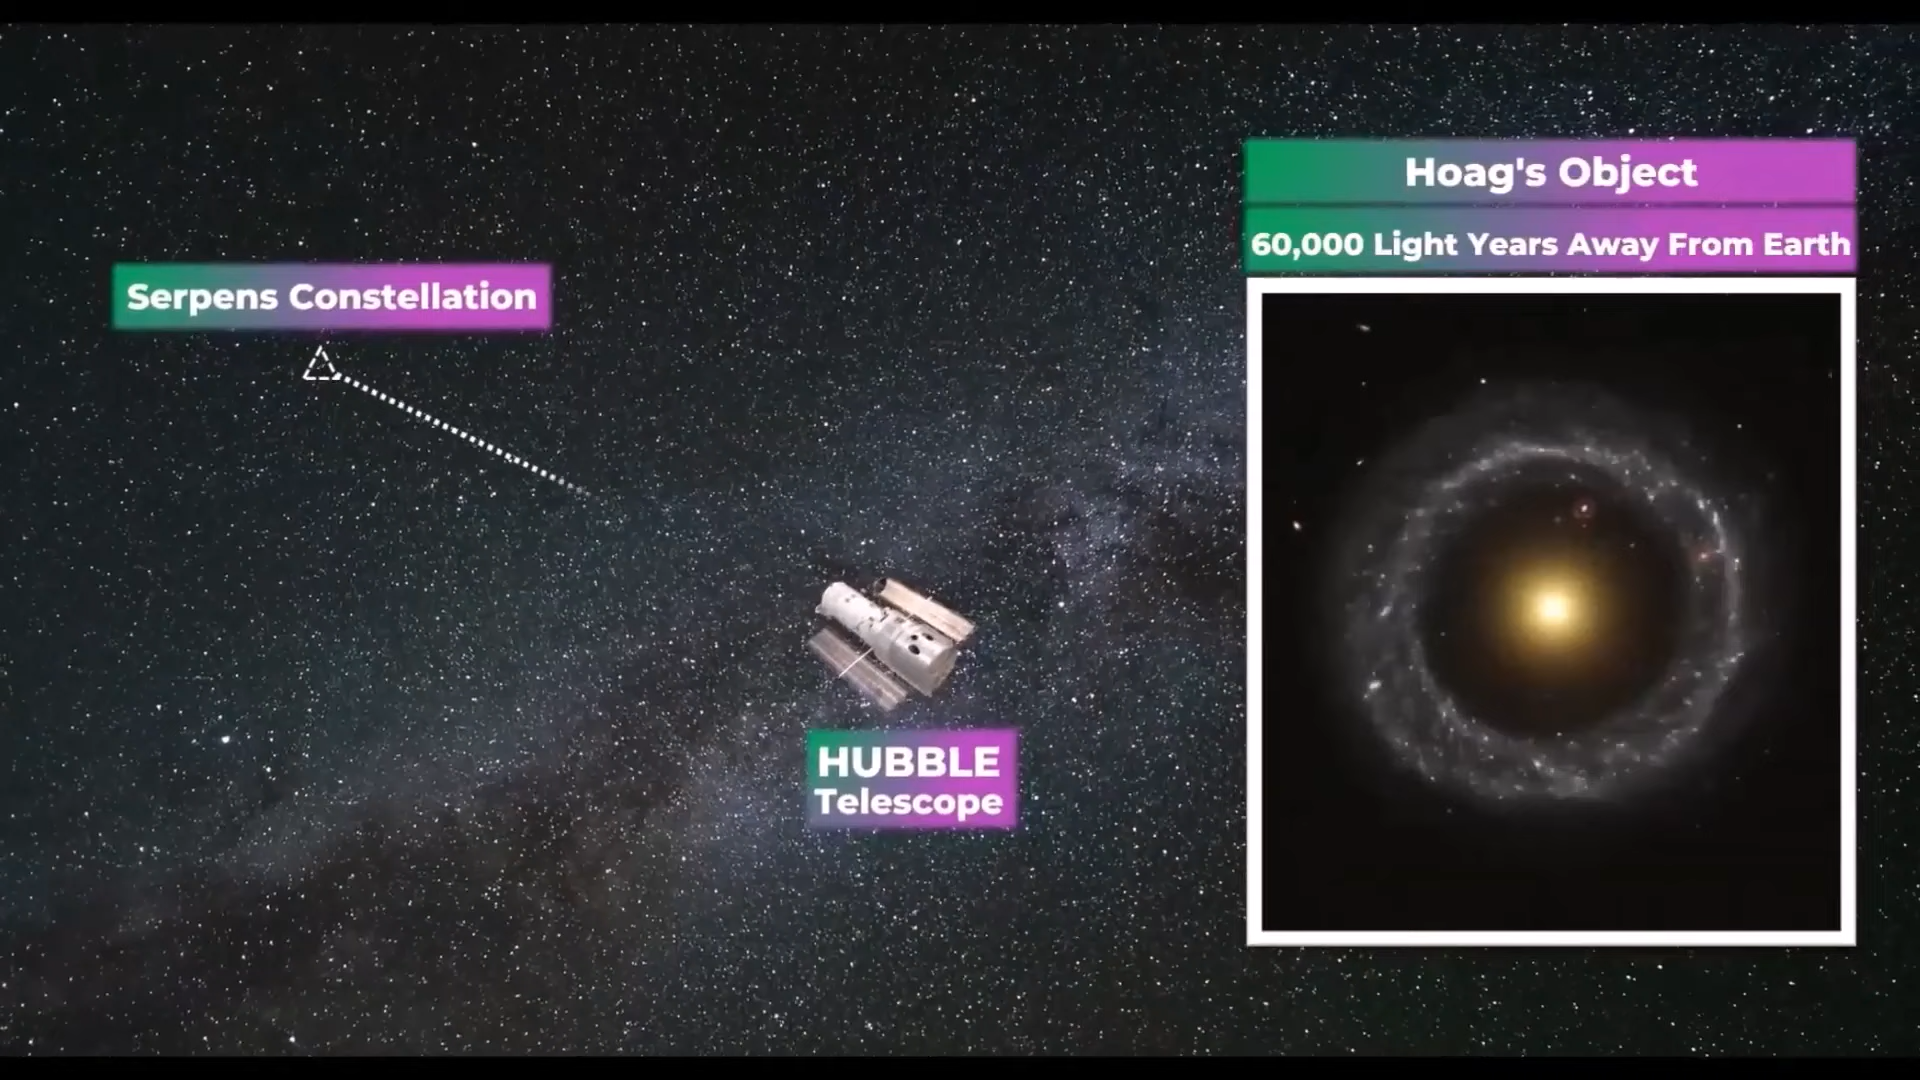 Hoag's Object
60,000 Light Years Away From Earth
Serpens Constellation
HUBBLE
Telescope